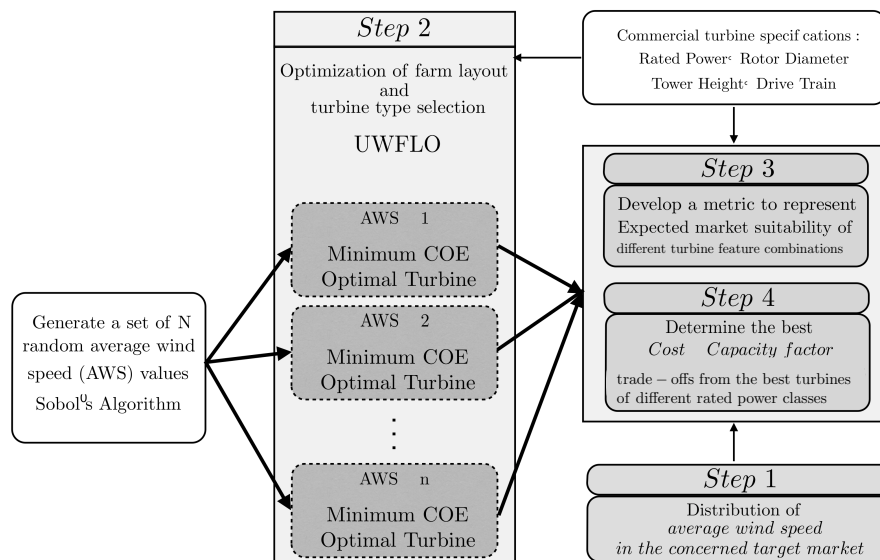 Generate a set of N
random average wind
speed (AWS) values
Sobol0s Algorithm
Step 2
Optimization of farm layout
and
turbine type selection
UWFLO
AWS 1
Minimum COE
Optimal Turbine
AWS 2
Minimum COE
Optimal Turbine
...
AWS n
Minimum COE
Optimal Turbine
Commercial turbine specif cations :
Rated Power‘ Rotor Diameter
Tower Height‘ Drive Train
Step 3
Develop a metric to represent
Expected market suitability of
different turbine feature combinations
Step 4
Determine the best
Cost Capacity factor
trade – offs from the best turbines
of different rated power classes
Step 1
Distribution of
average wind speed
in the concerned target market